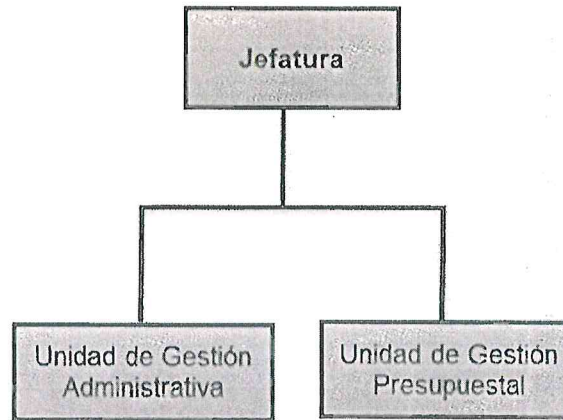 Jefatura
Unidad de Gestión
Administrativa
Unidad de Gestión
Presupuestal